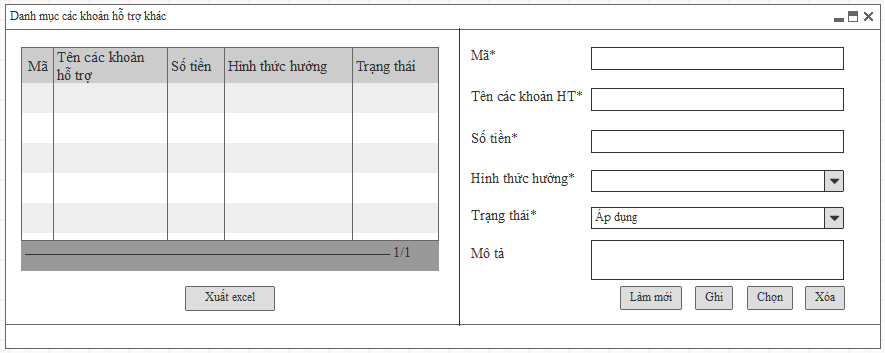 Danh mục các khoản hỗ trợ khác
Mã Tên các khoản hỗ trợ Số tiền Hình thức hưởng Trạng thái
1/1
Xuất excel
Mã*
Tên các khoản HT*
Số tiền*
Hình thức hưởng*
Trạng thái* Áp dụng
Mô tả
Làm mới Ghi Chọn Xóa